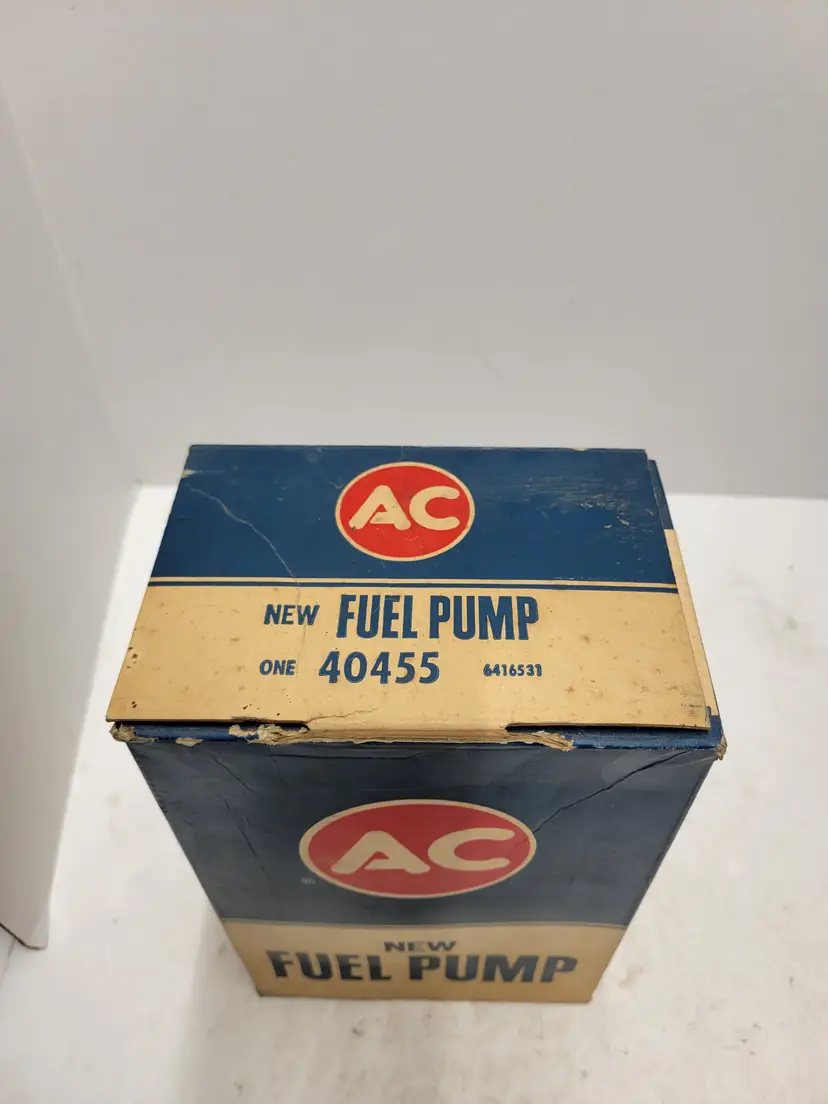 AC
NEW FUEL PUMP
ONE 40455 6416531
AC
®
NEW
FUEL PUMP